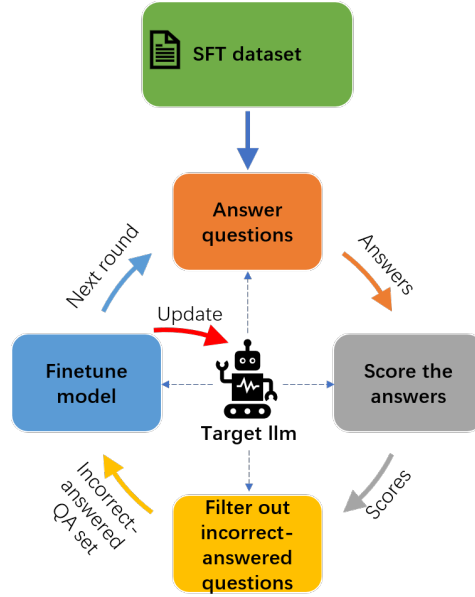 SFT dataset
Answer
questions
Next round
Answers
Update
Finetune
model
Score the
answers
Target llm
Incorrect-
answered
QA set
Scores
Filter out
incorrect-
answered
questions